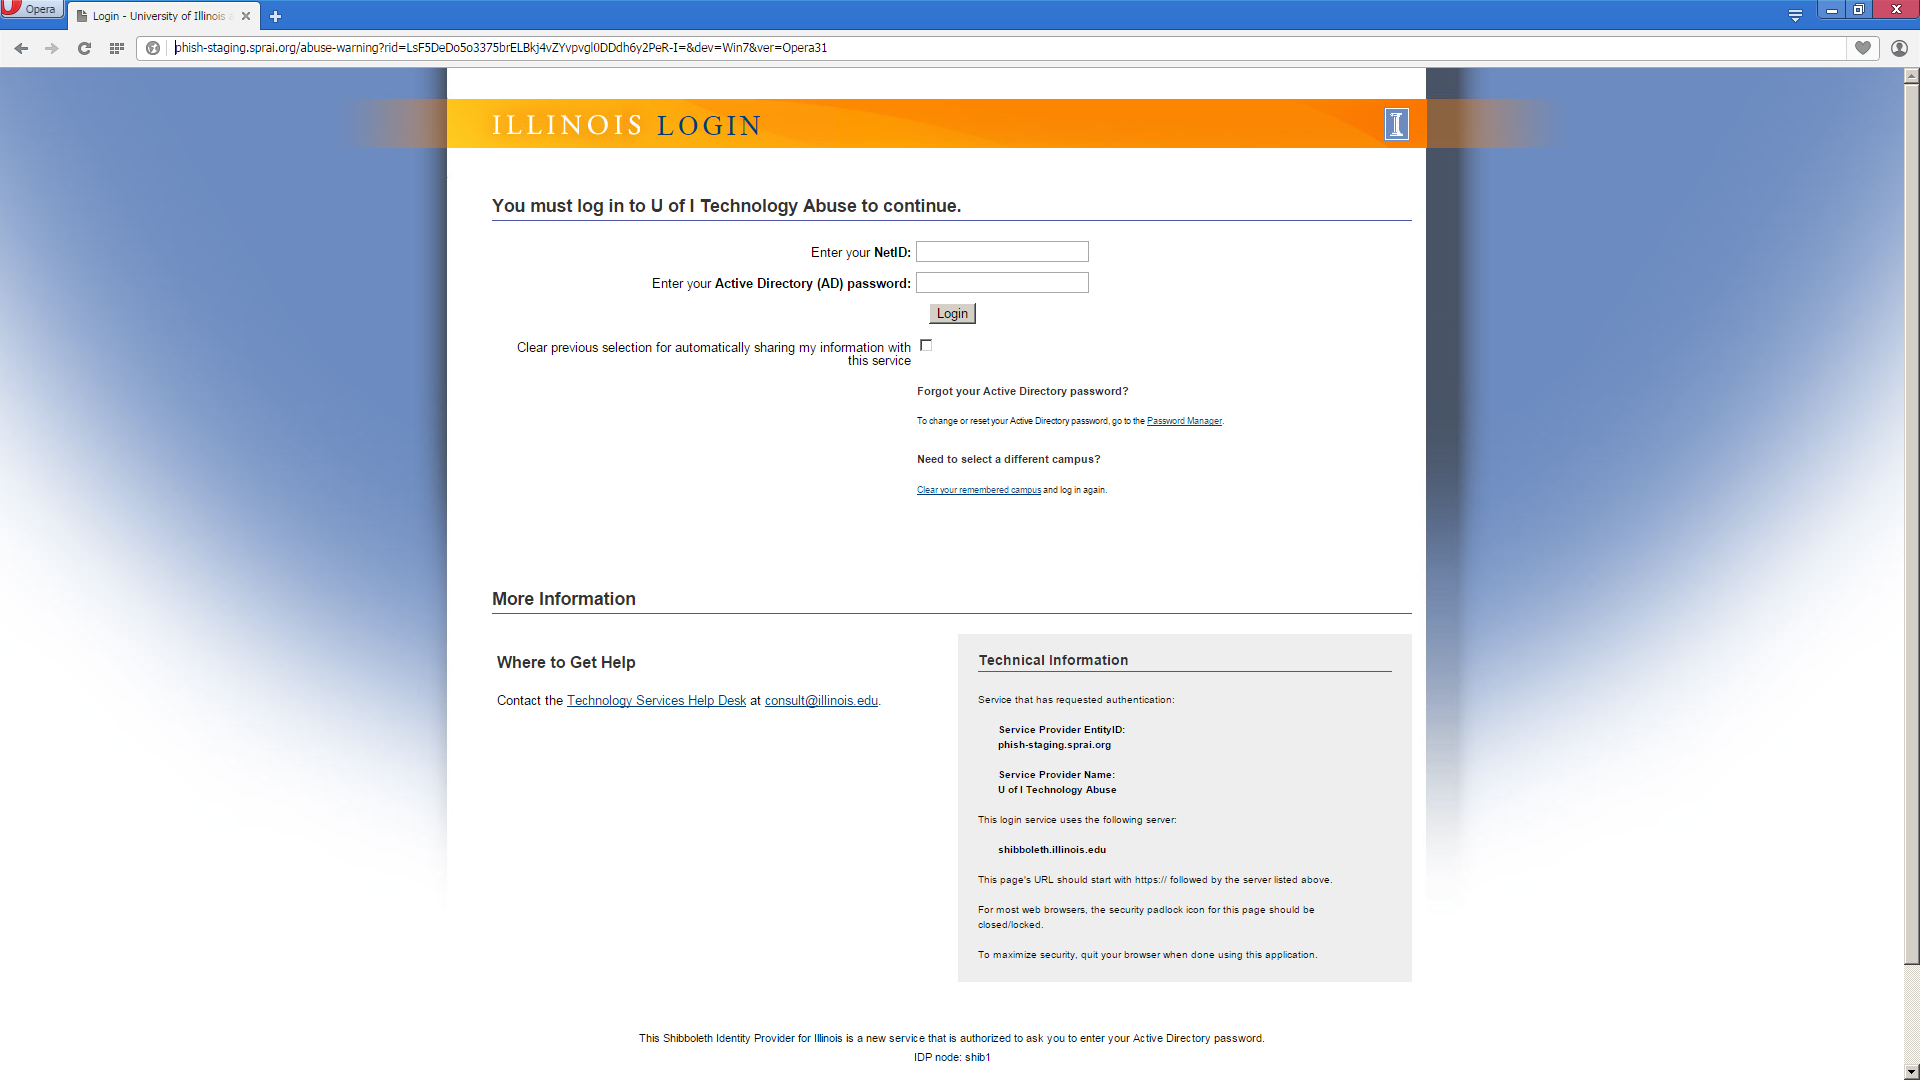 Opera
Login - University of Illinois
phish-staging.sprai.org/abuse-warning?rid=LsF5DeDo5o3375brELBkj4vZYvpvgl0DDdh6y2PeR-I=&dev=Win7&ver=Opera31
ILLINOIS LOGIN
I
You must log in to U of I Technology Abuse to continue.
Enter your NetID:
Enter your Active Directory (AD) password:
Login
Clear previous selection for automatically sharing my information with
this service
Forgot your Active Directory password?
To change or reset your Active Directory password, go to the Password Manager.
Need to select a different campus?
Clear your remembered campus and log in again.
More Information
Where to Get Help
Contact the Technology Services Help Desk at consult@illinois.edu.
Technical Information
Service that has requested authentication:
Service Provider EntityID:
phish-staging.sprai.org
Service Provider Name:
U of I Technology Abuse
This login service uses the following server:
shibboleth.illinois.edu
This page's URL should start with https:// followed by the server listed above.
For most web browsers, the security padlock icon for this page should be
closed/locked.
To maximize security, quit your browser when done using this application.
This Shibboleth Identity Provider for Illinois is a new service that is authorized to ask you to enter your Active Directory password.
IDP node: shib1